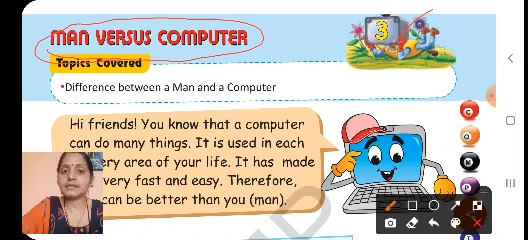 MAN VERSUS COMPUTER
3
Topics Covered
•Difference between a Man and a Computer
Hi friends! You know that a computer
can do many things. It is used in each
ery area of your life. It has made
very fast and easy. Therefore,
can be better than you (man).
C
O
M